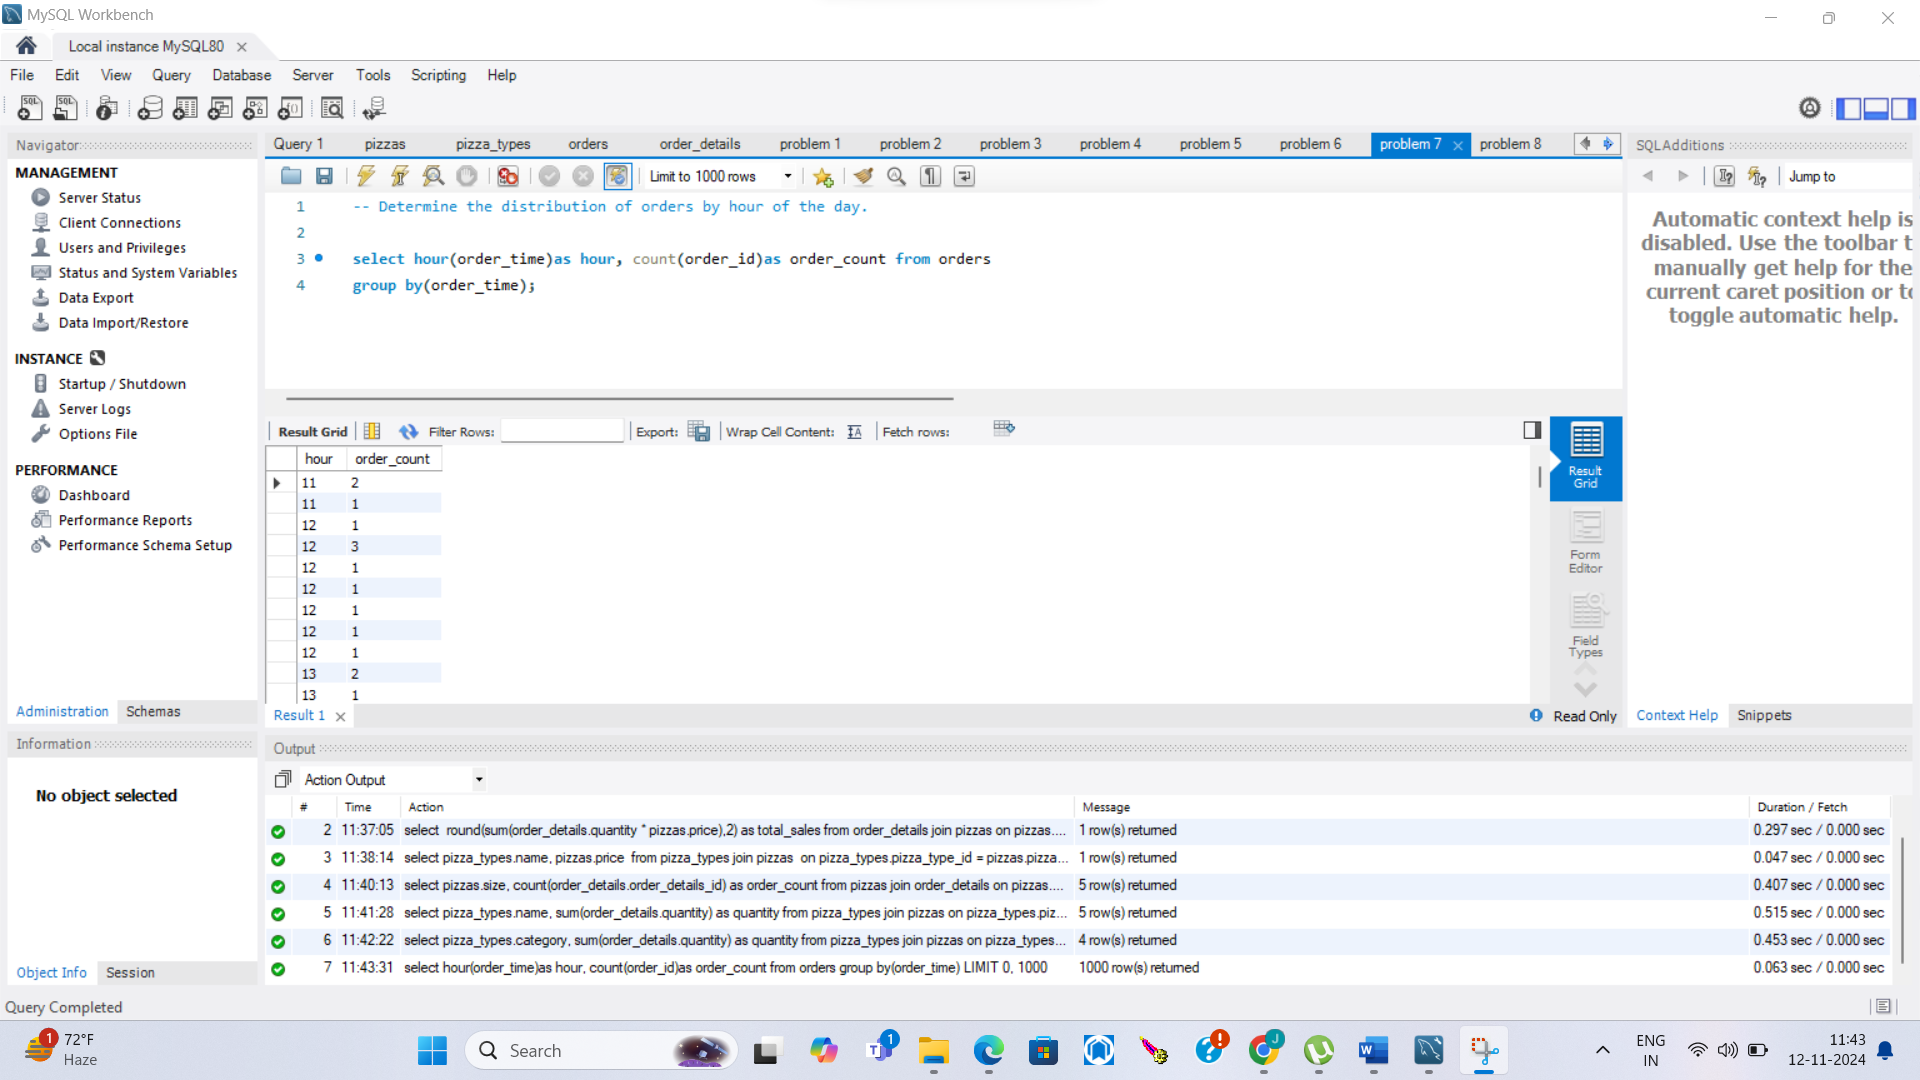 MySQL Workbench
Local instance MySQL80
File Edit View Query Database Server Tools Scripting Help
Navigator
MANAGEMENT
Server Status
Client Connections
Users and Privileges
Status and System Variables
Data Export
Data Import/Restore
INSTANCE
Startup / Shutdown
Server Logs
Options File
PERFORMANCE
Dashboard
Performance Reports
Performance Schema Setup
Administration Schemas
Information
No object selected
Object Info Session
Query 1 pizzas pizza_types orders order_details problem 1 problem 2 problem 3 problem 4 problem 5 problem 6 problem 7 problem 8
Limit to 1000 rows
1 -- Determine the distribution of orders by hour of the day.
2
3 select hour(order_time)as hour, count(order_id)as order_count from orders
4 group by(order_time);
Result Grid Filter Rows: Export: Wrap Cell Content: Fetch rows:
hour order_count
11 2
11 1
12 1
12 3
12 1
12 1
12 1
12 1
12 1
13 2
13 1
Result Grid
Form Editor
Field Types
Result 1
Read Only
SQLAdditions
Jump to
Automatic context help is
disabled. Use the toolbar t
manually get help for the
current caret position or to
toggle automatic help.
Context Help Snippets
Output
Action Output
# Time Action Message Duration / Fetch
2 11:37:05 select round(sum(order_details.quantity * pizzas.price),2) as total_sales from order_details join pizzas on pizzas.... 1 row(s) returned 0.297 sec / 0.000 sec
3 11:38:14 select pizza_types.name, pizzas.price from pizza_types join pizzas on pizza_types.pizza_type_id = pizzas.pizza... 1 row(s) returned 0.047 sec / 0.000 sec
4 11:40:13 select pizzas.size, count(order_details.order_details_id) as order_count from pizzas join order_details on pizzas.... 5 row(s) returned 0.407 sec / 0.000 sec
5 11:41:28 select pizza_types.name, sum(order_details.quantity) as quantity from pizza_types join pizzas on pizza_types.piz... 5 row(s) returned 0.515 sec / 0.000 sec
6 11:42:22 select pizza_types.category, sum(order_details.quantity) as quantity from pizza_types join pizzas on pizza_types... 4 row(s) returned 0.453 sec / 0.000 sec
7 11:43:31 select hour(order_time)as hour, count(order_id)as order_count from orders group by(order_time) LIMIT 0, 1000 1000 row(s) returned 0.063 sec / 0.000 sec
Query Completed
1
72°F
Haze
Search
1
J
ENG
IN
11:43
12-11-2024